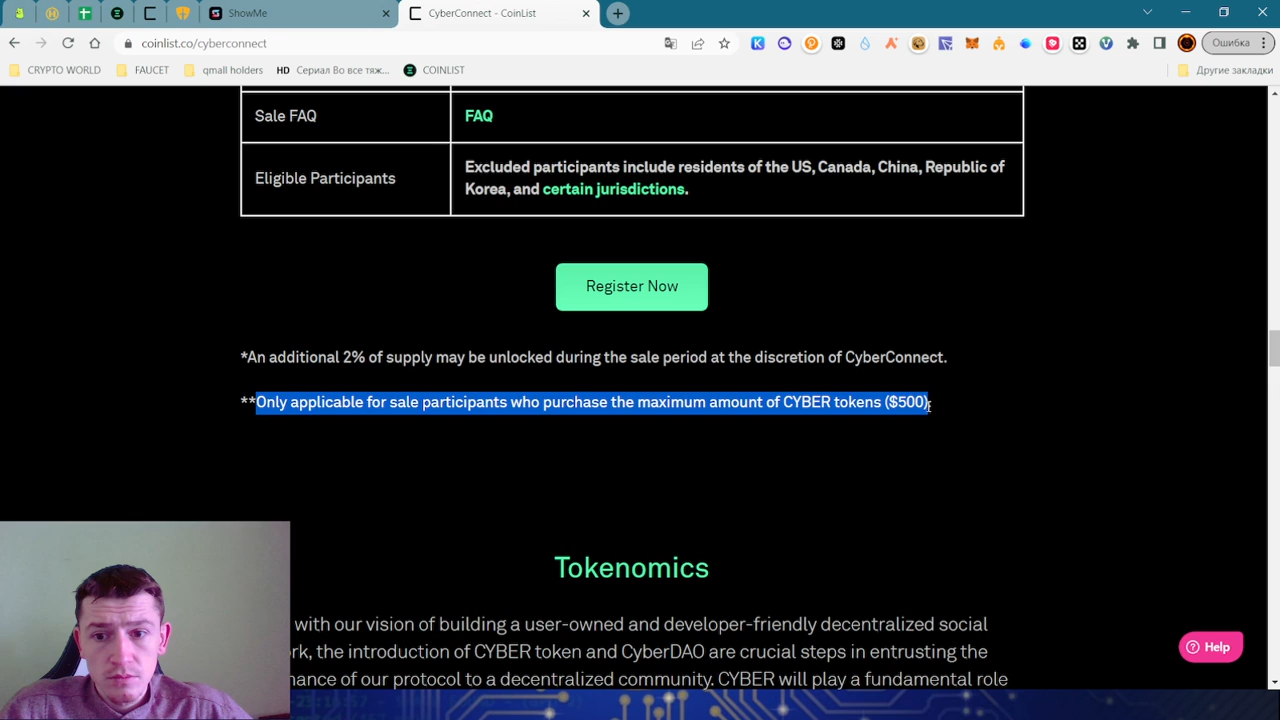 ShowMe
CyberConnect - CoinList
coinlist.co/cyberconnect
Ошибка
CRYPTO WORLD
FAUCET
qmall holders
HD Сериал Во все тяж...
COINLIST
Другие закладки
Sale FAQ
FAQ
Eligible Participants
Excluded participants include residents of the US, Canada, China, Republic of
Korea, and certain jurisdictions.
Register Now
*An additional 2% of supply may be unlocked during the sale period at the discretion of CyberConnect.
**Only applicable for sale participants who purchase the maximum amount of CYBER tokens ($500)
Tokenomics
with our vision of building a user-owned and developer-friendly decentralized social
the introduction of CYBER token and CyberDAO are crucial steps in entrusting the
of our protocol to a decentralized community. CYBER will play a fundamental role
Help